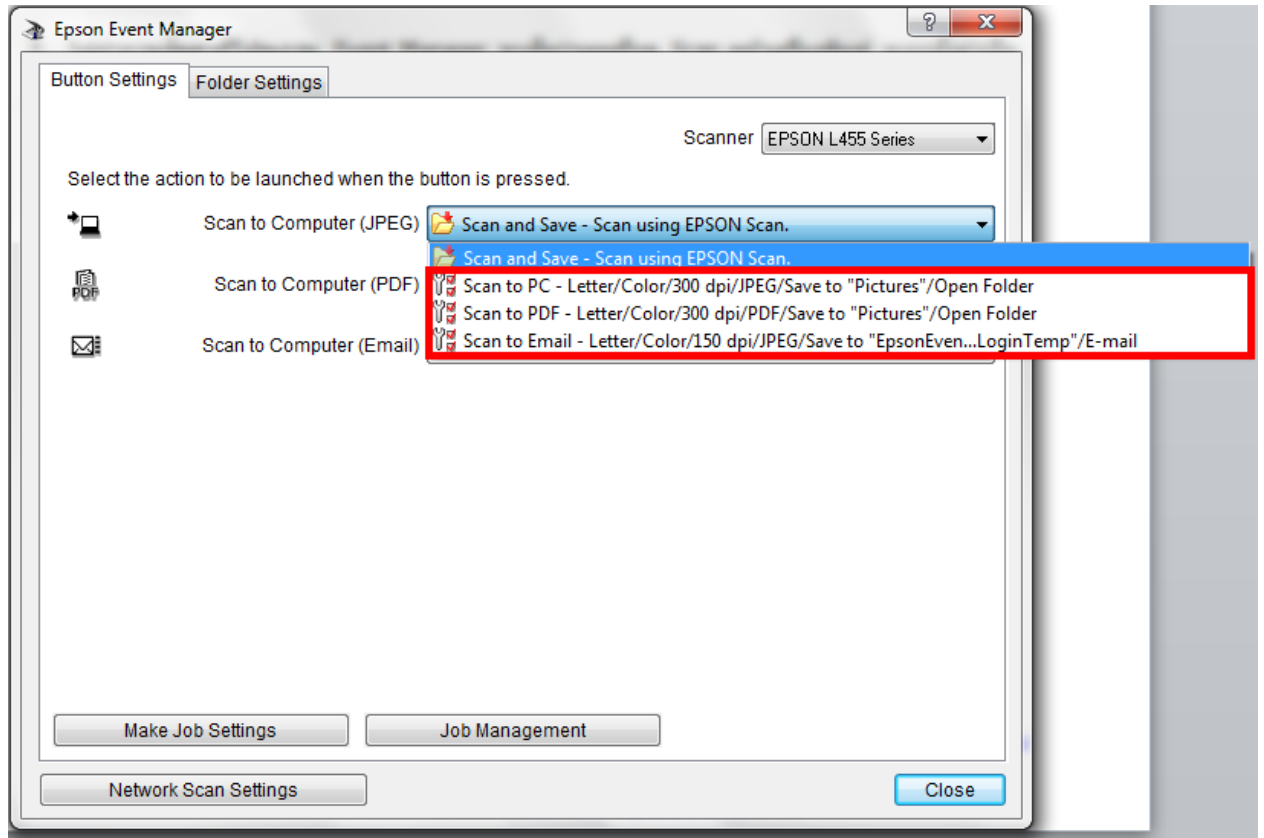 Epson Event Manager
Button Settings
Folder Settings
Scanner
EPSON L455 Series
Select the action to be launched when the button is pressed.
Scan to Computer (JPEG)
Scan and Save - Scan using EPSON Scan.
Scan and Save - Scan using EPSON Scan.
PDF
Scan to Computer (PDF)
Scan to PC - Letter/Color/300 dpi/JPEG/Save to "Pictures"/Open Folder
Scan to PDF - Letter/Color/300 dpi/PDF/Save to "Pictures"/Open Folder
Scan to Computer (Email)
Scan to Email - Letter/Color/150 dpi/JPEG/Save to "EpsonEven...LoginTemp"/E-mail
Make Job Settings
Job Management
Network Scan Settings
Close